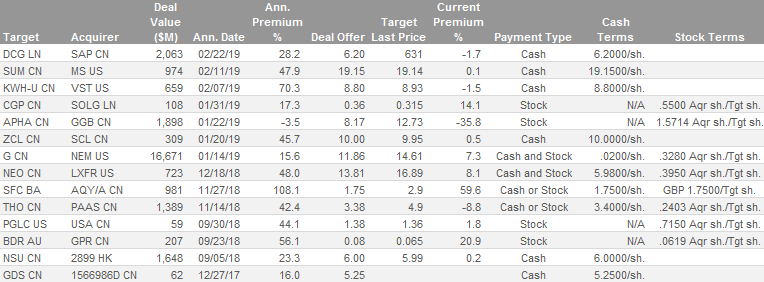 Deal Ann. Current
Value Premium Target Premium Cash
Target Acquirer ($M) Ann. Date % Deal Offer Last Price % Payment Type Terms Stock Terms
DCG LN SAP CN 2,063 02/22/19 28.2 6.20 631 -1.7 Cash 6.2000/sh.
SUM CN MS US 974 02/11/19 47.9 19.15 19.14 0.1 Cash 19.1500/sh.
KWH-U CN VST US 659 02/07/19 70.3 8.80 8.93 -1.5 Cash 8.8000/sh.
CGP CN SOLG LN 108 01/31/19 17.3 0.36 0.315 14.1 Stock N/A .5500 Aqr sh./Tgt sh.
APHA CN GGB CN 1,898 01/22/19 -3.5 8.17 12.73 -35.8 Stock N/A 1.5714 Aqr sh./Tgt sh.
ZCL CN SCL CN 309 01/20/19 45.7 10.00 9.95 0.5 Cash 10.0000/sh.
G CN NEM US 16,671 01/14/19 15.6 11.86 14.61 7.3 Cash and Stock .0200/sh. .3280 Aqr sh./Tgt sh.
NEO CN LXFR US 723 12/18/18 48.0 13.81 16.89 8.1 Cash and Stock 5.9800/sh. .3950 Aqr sh./Tgt sh.
SFC BA AQY/A CN 981 11/27/18 108.1 1.75 2.9 59.6 Cash or Stock 1.7500/sh. GBP 1.7500/Tgt sh.
THO CN PAAS CN 1,389 11/14/18 42.4 3.38 4.9 -8.8 Cash or Stock 3.4000/sh. .2403 Aqr sh./Tgt sh.
PGLC US USA CN 59 09/30/18 44.1 1.38 1.36 1.8 Stock N/A .7150 Aqr sh./Tgt sh.
BDR AU GPR CN 207 09/23/18 56.1 0.08 0.065 20.9 Stock N/A .0619 Aqr sh./Tgt sh.
NSU CN 2899 HK 1,648 09/05/18 23.3 6.00 5.99 0.2 Cash 6.0000/sh.
GDS CN 1566986D CN 62 12/27/17 16.0 5.25 Cash 5.2500/sh.